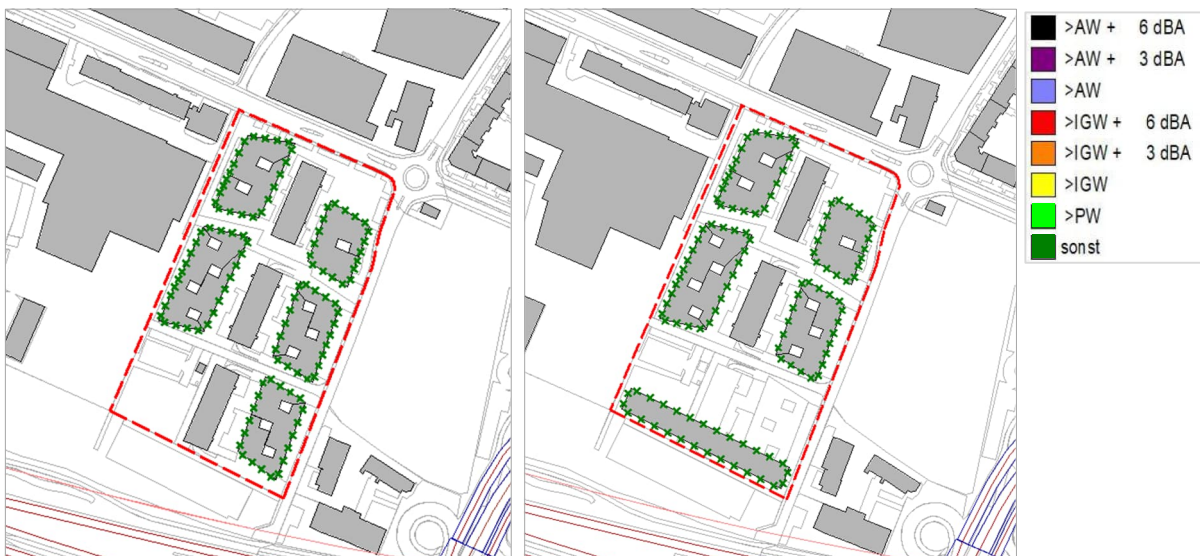 >AW + 6 dBA
>AW + 3 dBA
>AW
>IGW + 6 dBA
>IGW + 3 dBA
>IGW
>PW
sonst